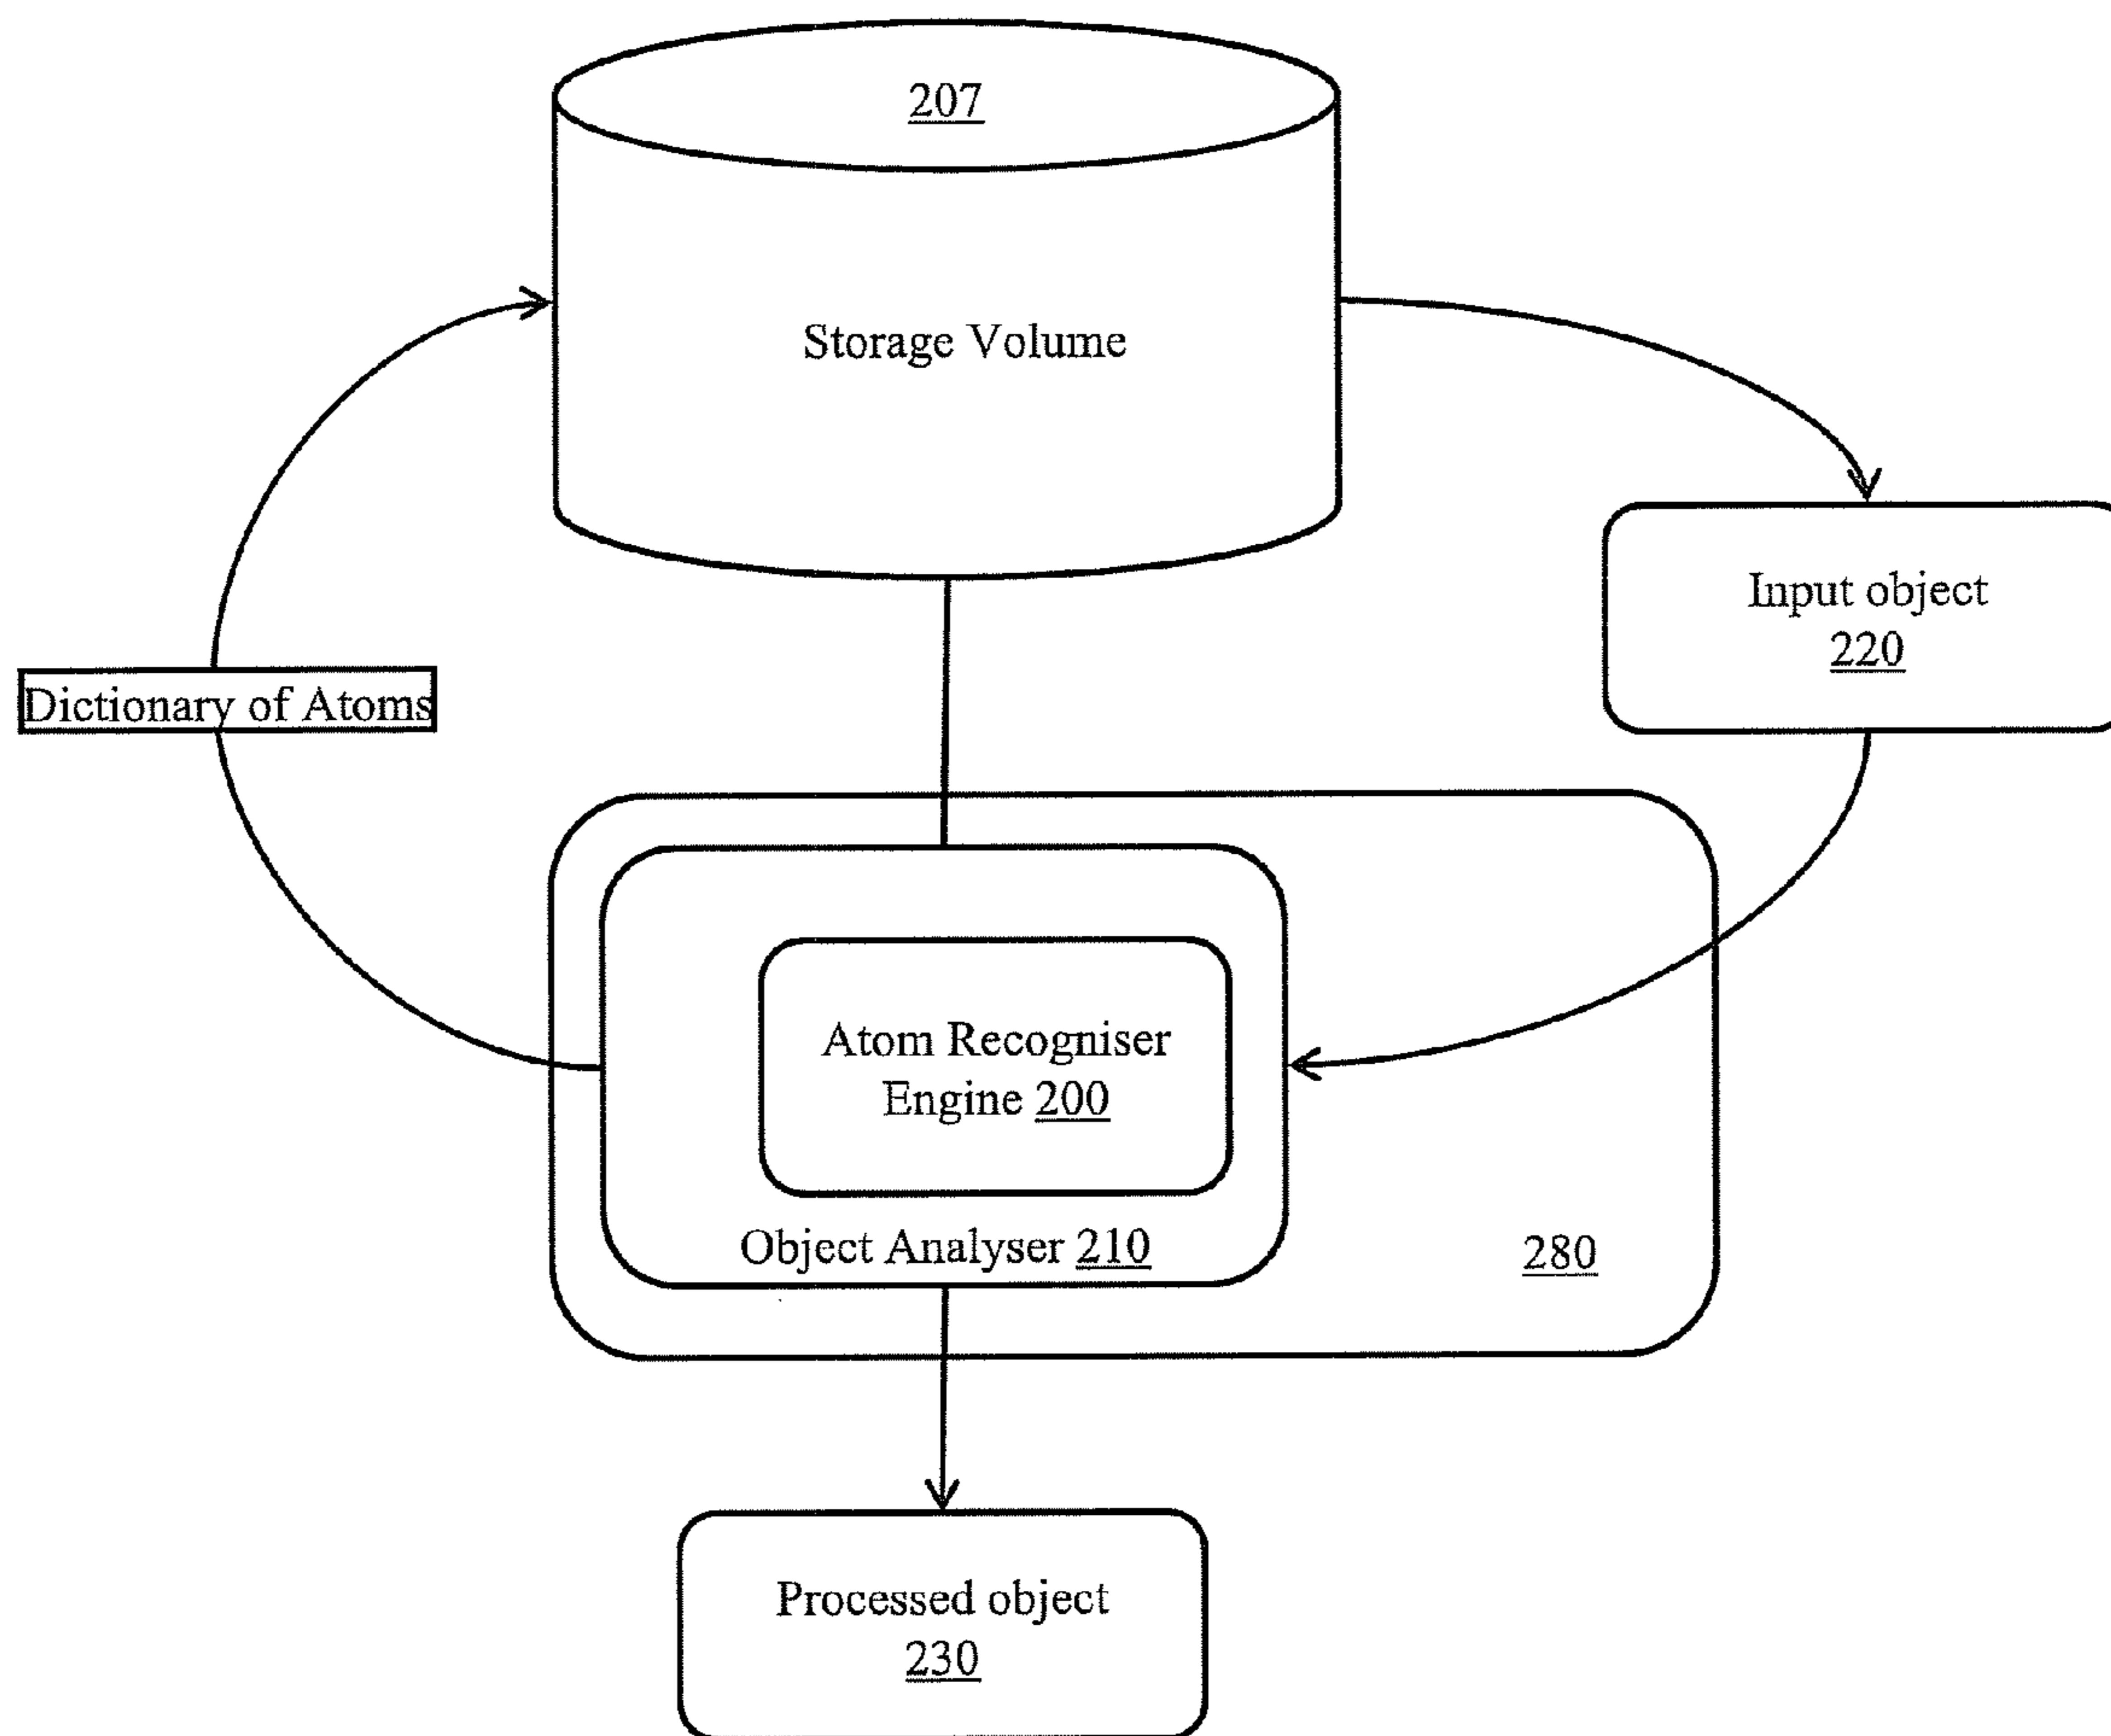 207
Storage Volume
Input object
220
Dictionary of Atoms
Atom Recogniser
Engine 200
Object Analyser 210
280
Processed object
230